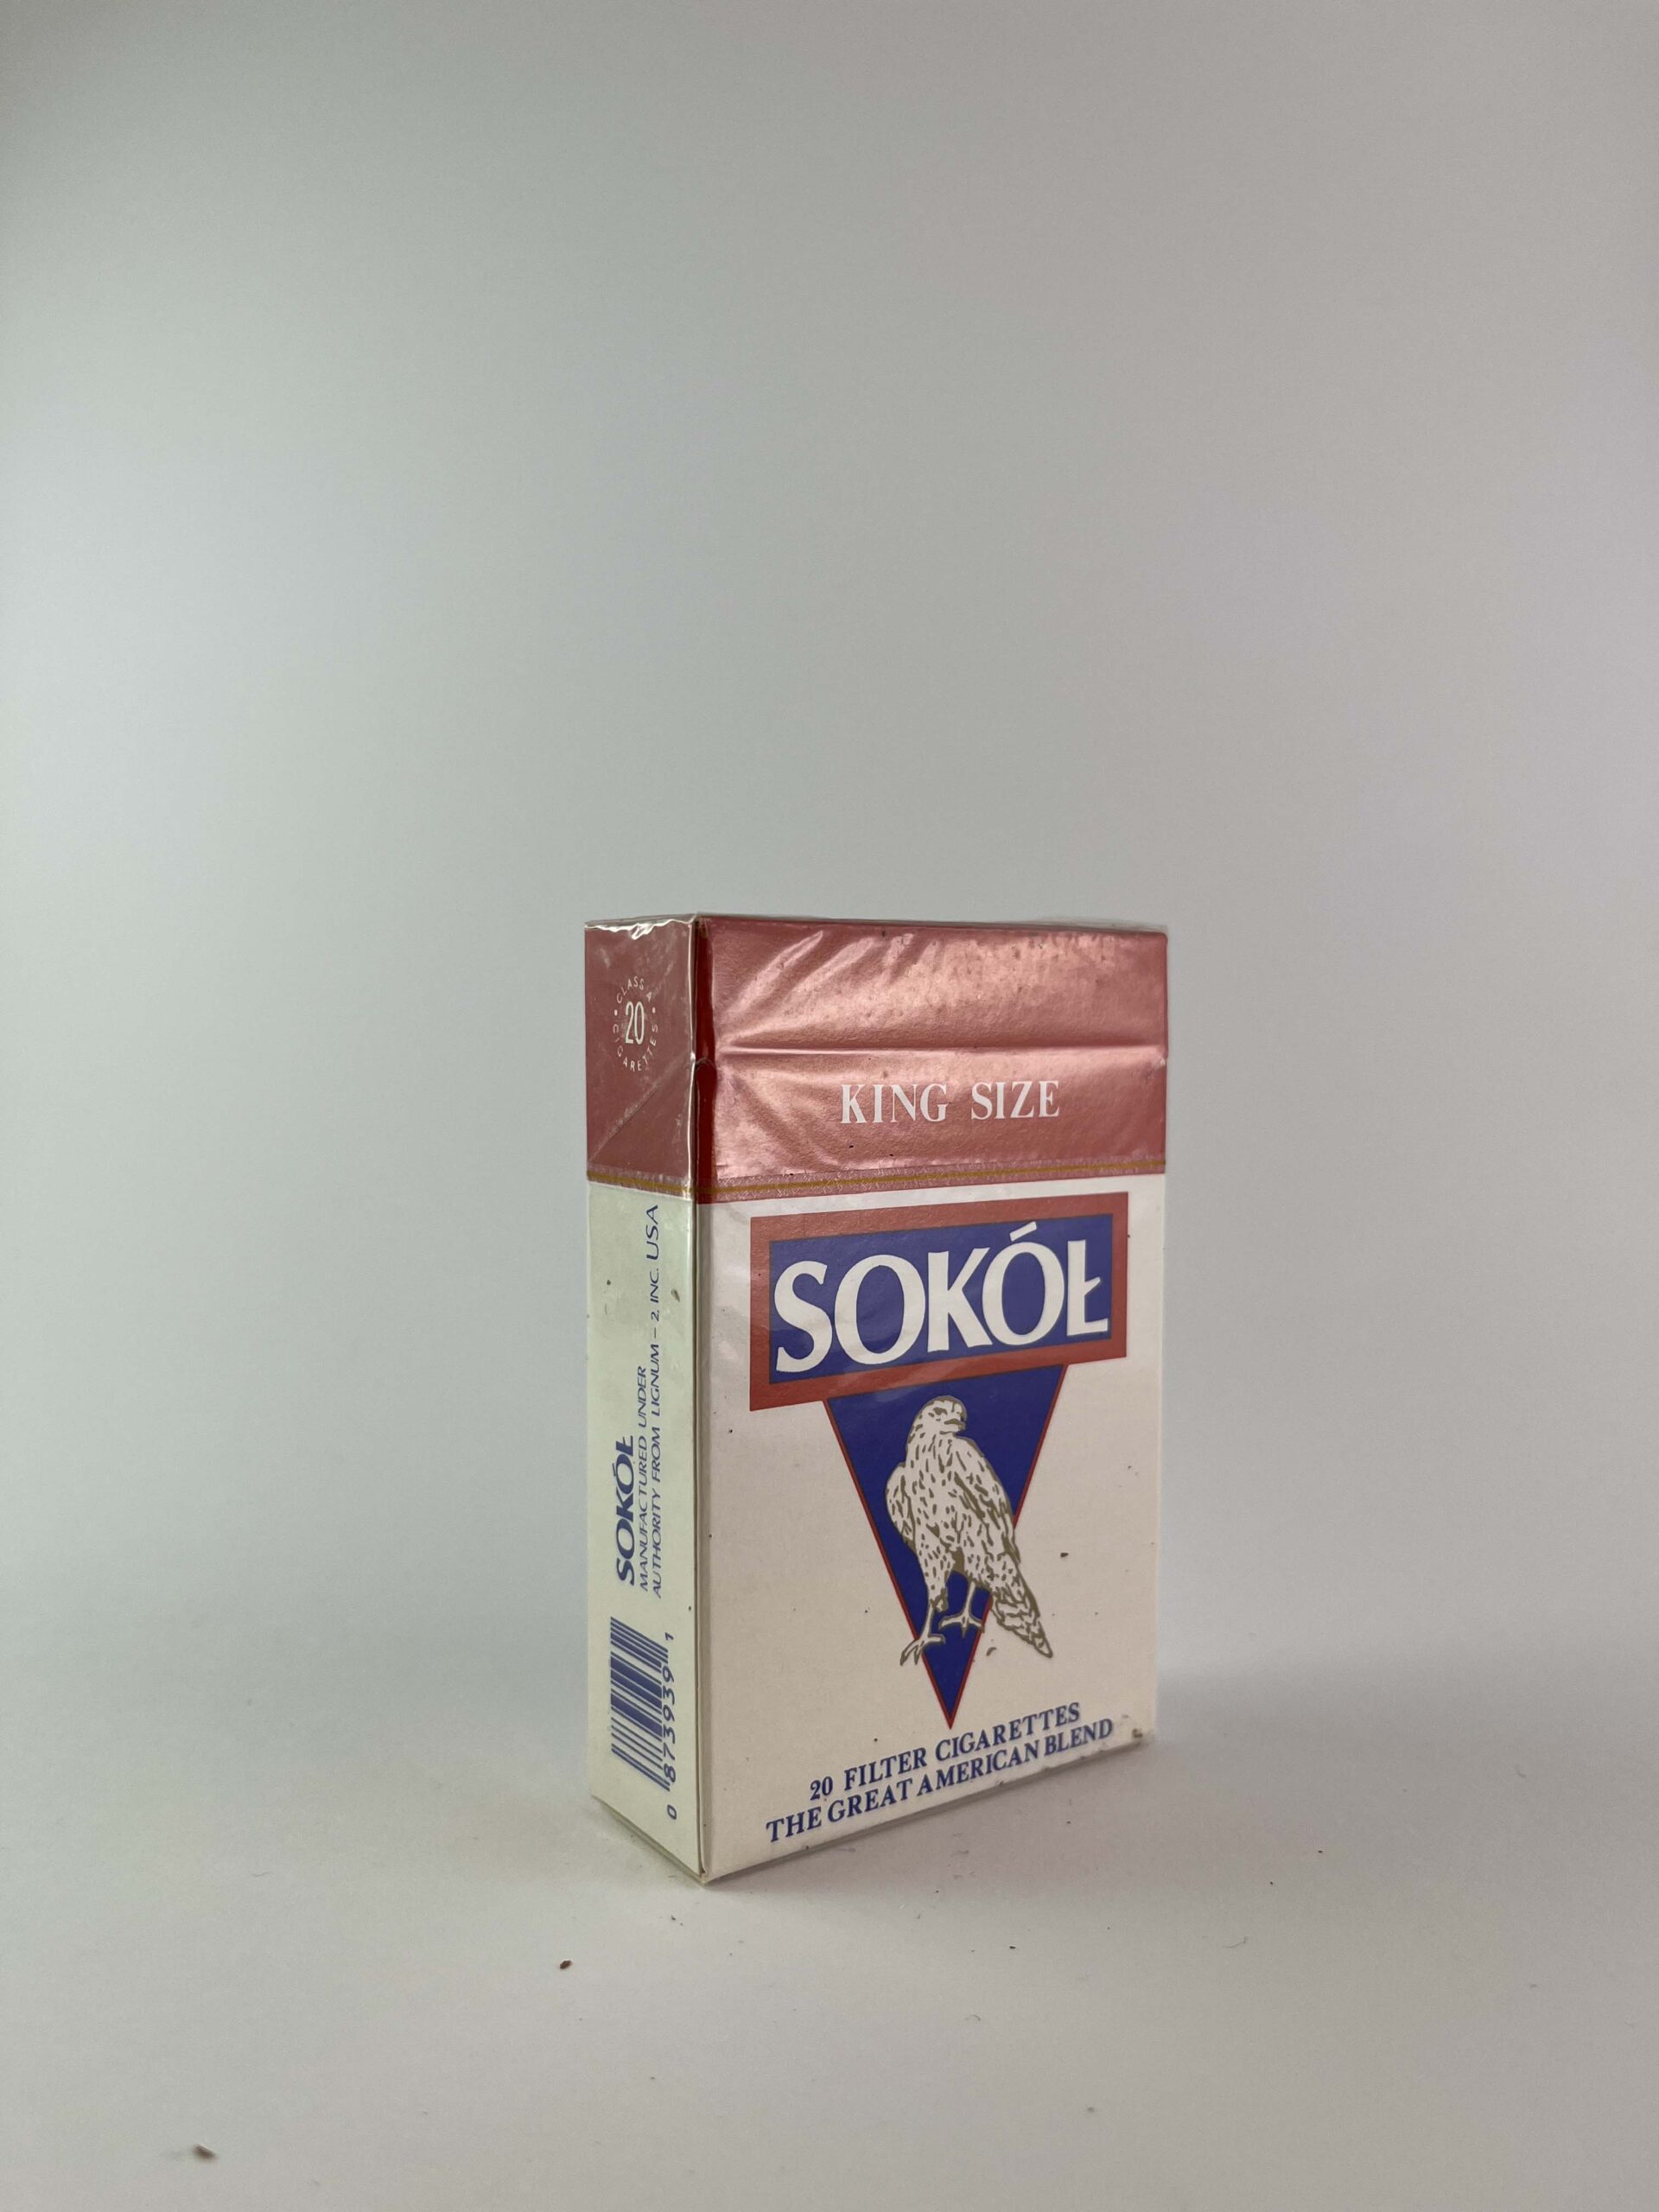 KING SIZE
SOKÓŁ
20 FILTER CIGARETTES
THE GREAT AMERICAN BLEND
CLASS A
20
CIGARETTES
SOKÓŁ
MANUFACTURED UNDER
AUTHORITY FROM LIGNUM – 2, INC. USA
0 873939 1